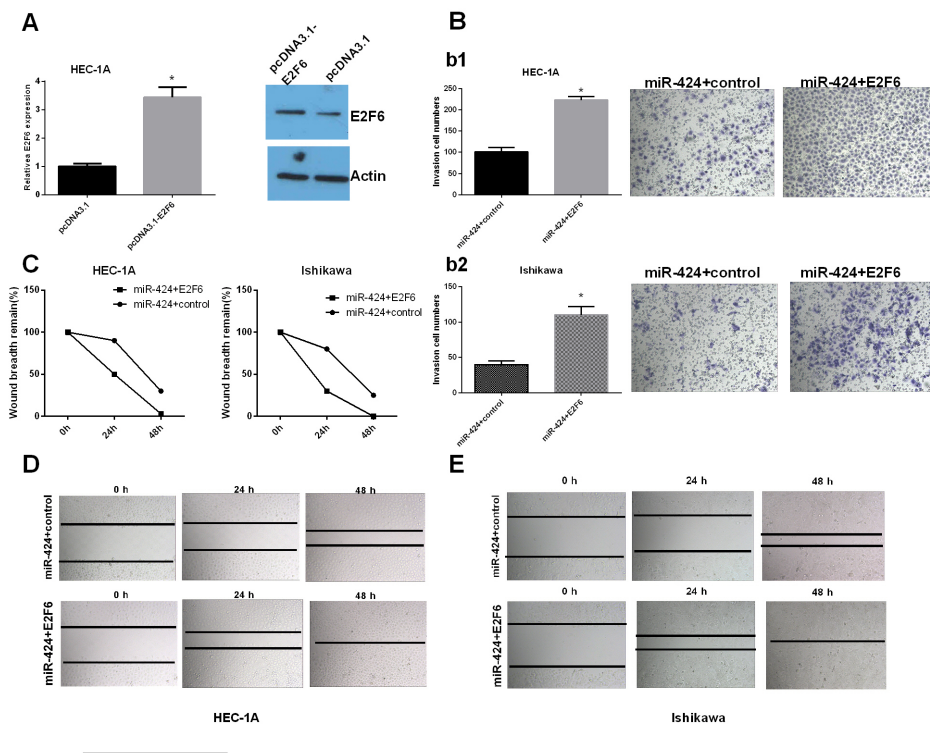 A
HEC-1A
Relativea E2F6 expression
4
3
2
1
0
*
pcDNA3.1
pcDNA3.1-E2F6
pcDNA3.1-
E2F6
pcDNA3.1
E2F6
Actin
B
b1
HEC-1A
Invasion cell numbers
250
200
150
100
50
0
*
miR-424+control
miR-424+E2F6
miR-424+control
miR-424+E2F6
b2
Ishikawa
Invasion cell numbers
150
100
50
0
*
miR-424+control
miR-424+E2F6
miR-424+control
miR-424+E2F6
C
HEC-1A
Wound breadth remain(%)
150
100
50
0
0h
24h
48h
miR-424+E2F6
miR-424+control
Ishikawa
Wound breadth remain(%)
150
100
50
0
0h
24h
48h
miR-424+E2F6
miR-424+control
D
0 h
24 h
48 h
miR-424+control
0 h
24 h
48 h
miR-424+E2F6
HEC-1A
E
0 h
24 h
48 h
miR-424+control
0 h
24 h
48 h
miR-424+E2F6
Ishikawa